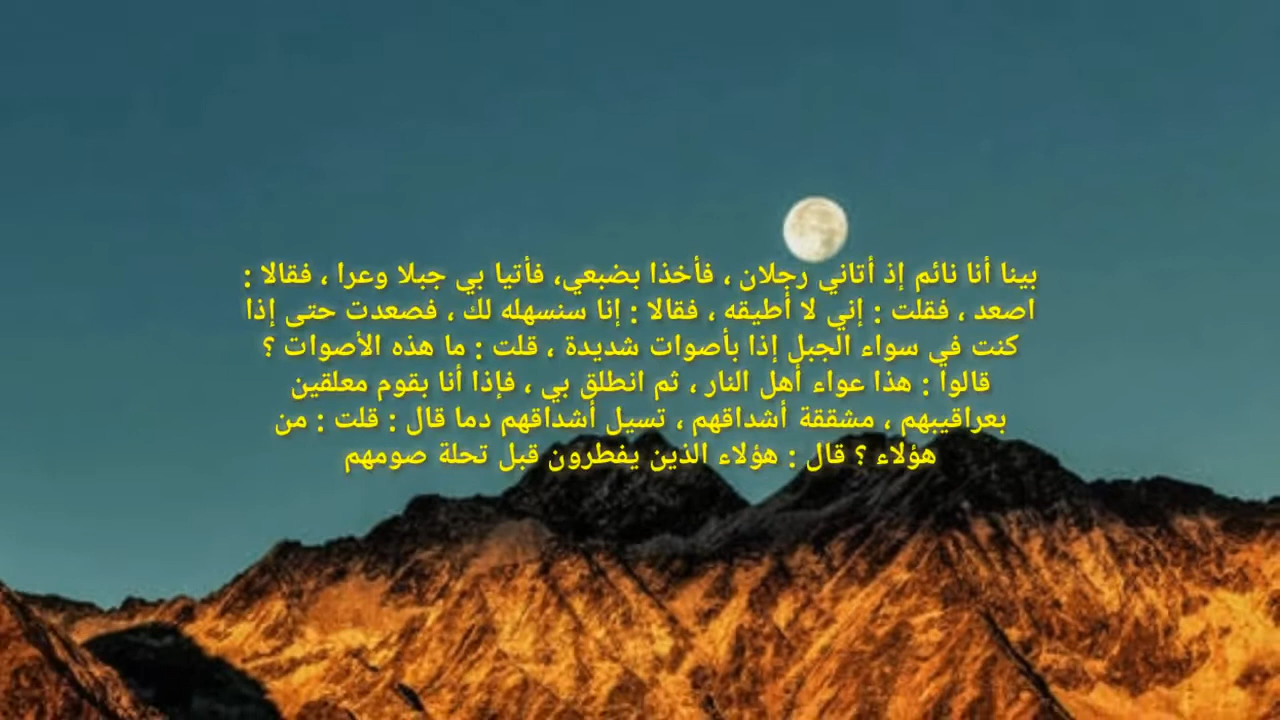 بينا أنا نائم إذ أتاني رجلان ، فأخذا بضبعي، فأتيا بي جبلا وعرا ، فقالا :
اصعد ، فقلت : إني لا أطيقه ، فقالا : إنا سنسهله لك ، فصعدت حتى إذا
كنت في سواء الجبل إذا بأصوات شديدة ، قلت : ما هذه الأصوات ؟
قالوا : هذا عواء أهل النار ، ثم انطلق بي ، فإذا أنا بقوم معلقين
بعراقيبهم ، مشققة أشداقهم ، تسيل أشداقهم دما قال : قلت : من
هؤلاء ؟ قال : هؤلاء الذين يفطرون قبل تحلة صومهم